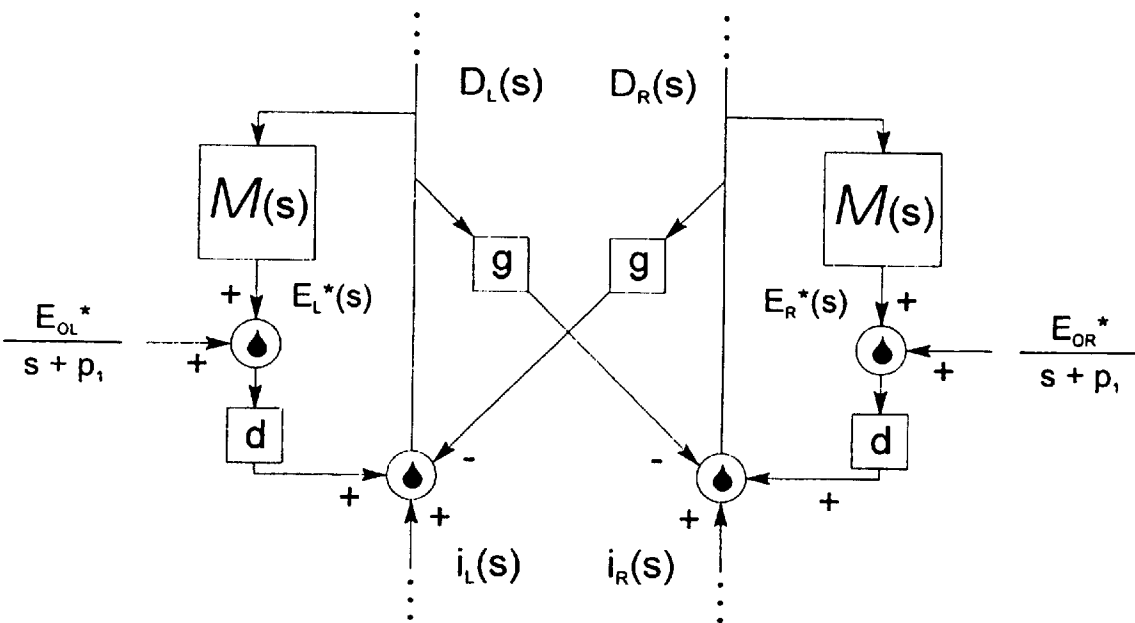 D_L(s) D_R(s)
M(s) M(s)
g g
+ E_L*(s) E_R*(s) +
E_OL* / s + p_1 + + E_OR* / s + p_1
d d
- -
+ + + +
i_L(s) i_R(s)